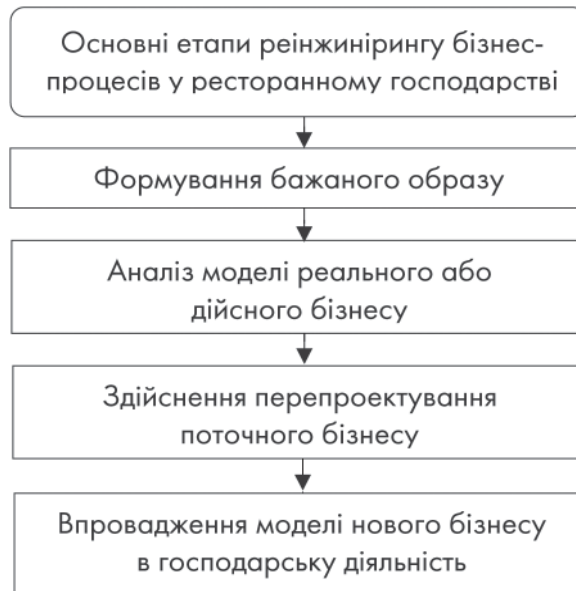 Основні етапи реінжинірингу бізнес-
процесів у ресторанному господарстві
Формування бажаного образу
Аналіз моделі реального або
дійсного бізнесу
Здійснення перепроектування
поточного бізнесу
Впровадження моделі нового бізнесу
в господарську діяльність